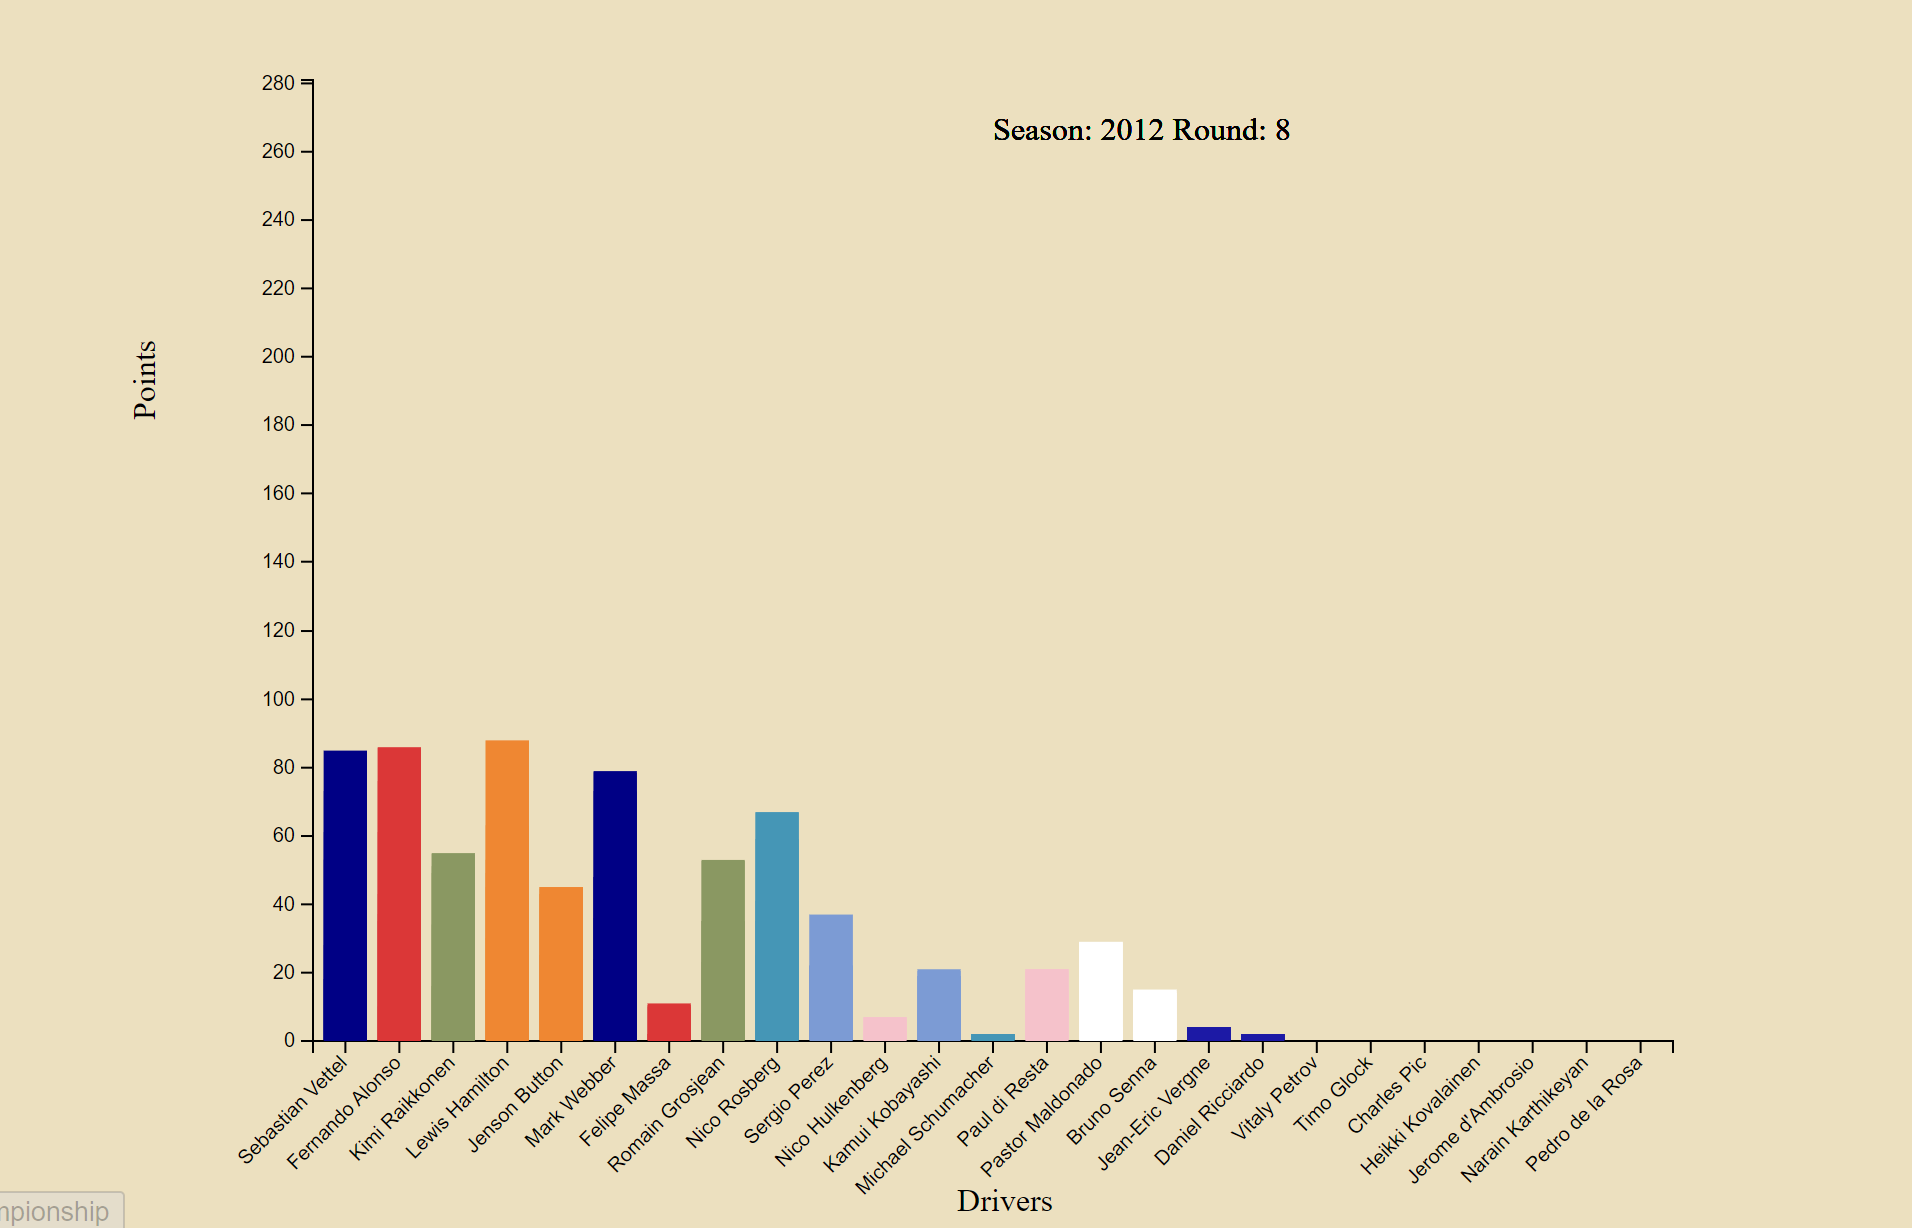 Season: 2012 Round: 8
Points
280
260
240
220
200
180
160
140
120
100
80
60
40
20
0
Sebastian Vettel
Fernando Alonso
Kimi Raikkonen
Lewis Hamilton
Jenson Button
Mark Webber
Felipe Massa
Romain Grosjean
Nico Rosberg
Sergio Perez
Nico Hulkenberg
Kamui Kobayashi
Michael Schumacher
Paul di Resta
Pastor Maldonado
Bruno Senna
Jean-Eric Vergne
Daniel Ricciardo
Vitaly Petrov
Timo Glock
Charles Pic
Heikki Kovalainen
Jerome d'Ambrosio
Narain Karthikeyan
Pedro de la Rosa
Drivers